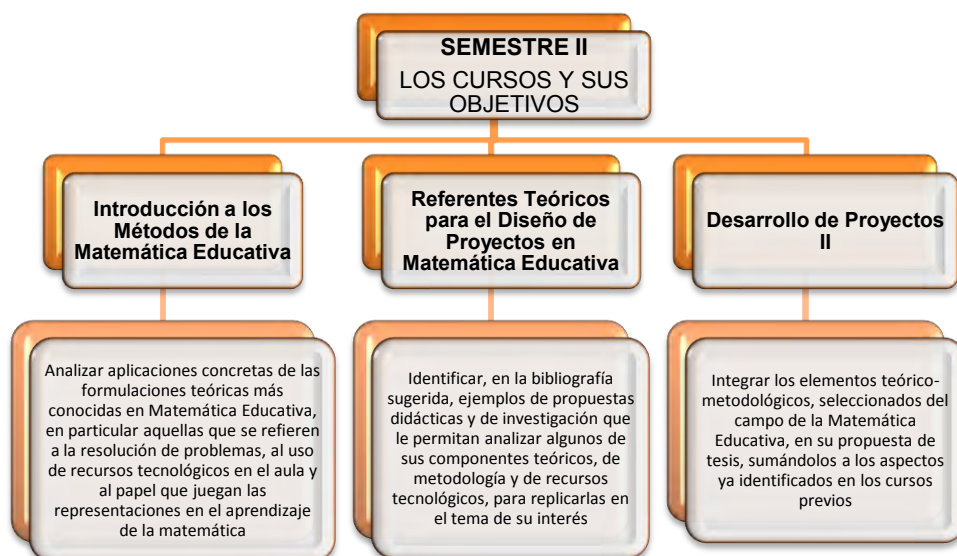 SEMESTRE II
LOS CURSOS Y SUS
OBJETIVOS
Introducción a los
Métodos de la
Matemática Educativa
Referentes Teóricos
para el Diseño de
Proyectos en
Matemática Educativa
Desarrollo de Proyectos
II
Analizar aplicaciones concretas de las
formulaciones teóricas más
conocidas en Matemática Educativa,
en particular aquellas que se refieren
a la resolución de problemas, al uso
de recursos tecnológicos en el aula y
al papel que juegan las
representaciones en el aprendizaje
de la matemática
Identificar, en la bibliografía
sugerida, ejemplos de propuestas
didácticas y de investigación que
le permitan analizar algunos de
sus componentes teóricos, de
metodología y de recursos
tecnológicos, para replicarlas en
el tema de su interés
Integrar los elementos teórico-
metodológicos, seleccionados del
campo de la Matemática
Educativa, en su propuesta de
tesis, sumándolos a los aspectos
ya identificados en los cursos
previos